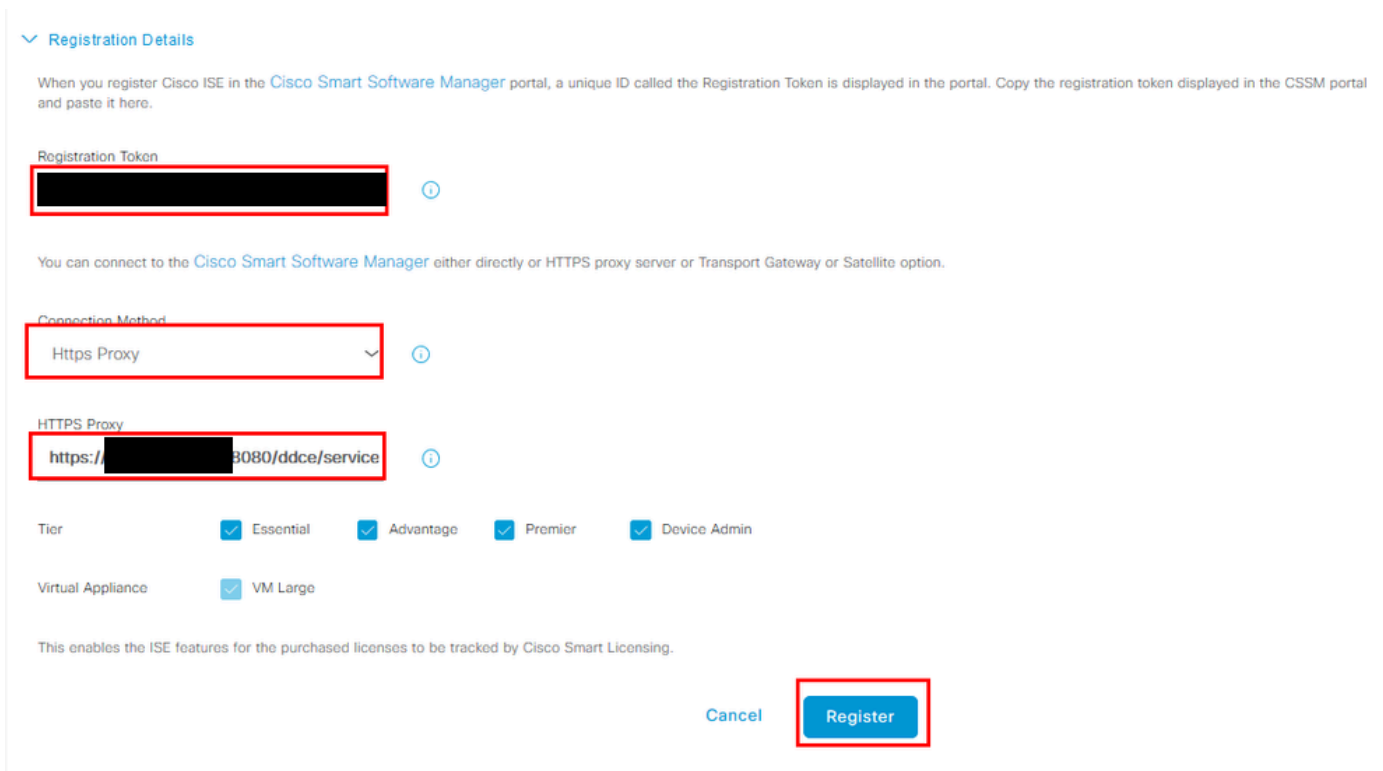 Registration Details
When you register Cisco ISE in the Cisco Smart Software Manager portal, a unique ID called the Registration Token is displayed in the portal. Copy the registration token displayed in the CSSM portal
and paste it here.
Registration Token
You can connect to the Cisco Smart Software Manager either directly or HTTPS proxy server or Transport Gateway or Satellite option.
Connection Method
Https Proxy
HTTPS Proxy
https:// 8080/ddce/service
Tier Essential Advantage Premier Device Admin
Virtual Appliance VM Large
This enables the ISE features for the purchased licenses to be tracked by Cisco Smart Licensing.
Cancel Register